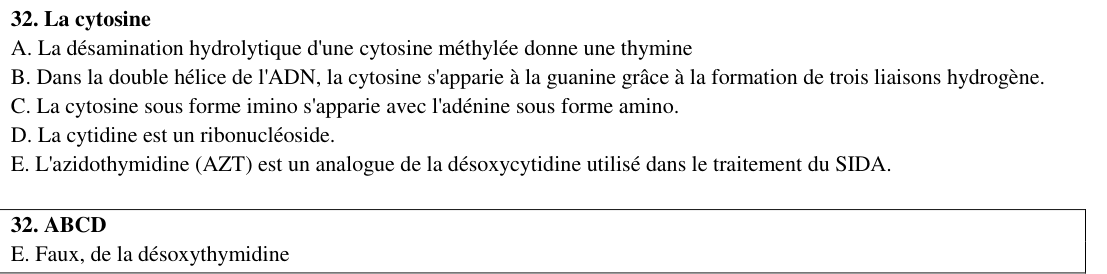 32. La cytosine
A. La désamination hydrolytique d'une cytosine méthylée donne une thymine
B. Dans la double hélice de l'ADN, la cytosine s'apparie à la guanine grâce à la formation de trois liaisons hydrogène.
C. La cytosine sous forme imino s'apparie avec l'adénine sous forme amino.
D. La cytidine est un ribonucléoside.
E. L'azidothymidine (AZT) est un analogue de la désoxycytidine utilisé dans le traitement du SIDA.
32. ABCD
E. Faux, de la désoxythymidine